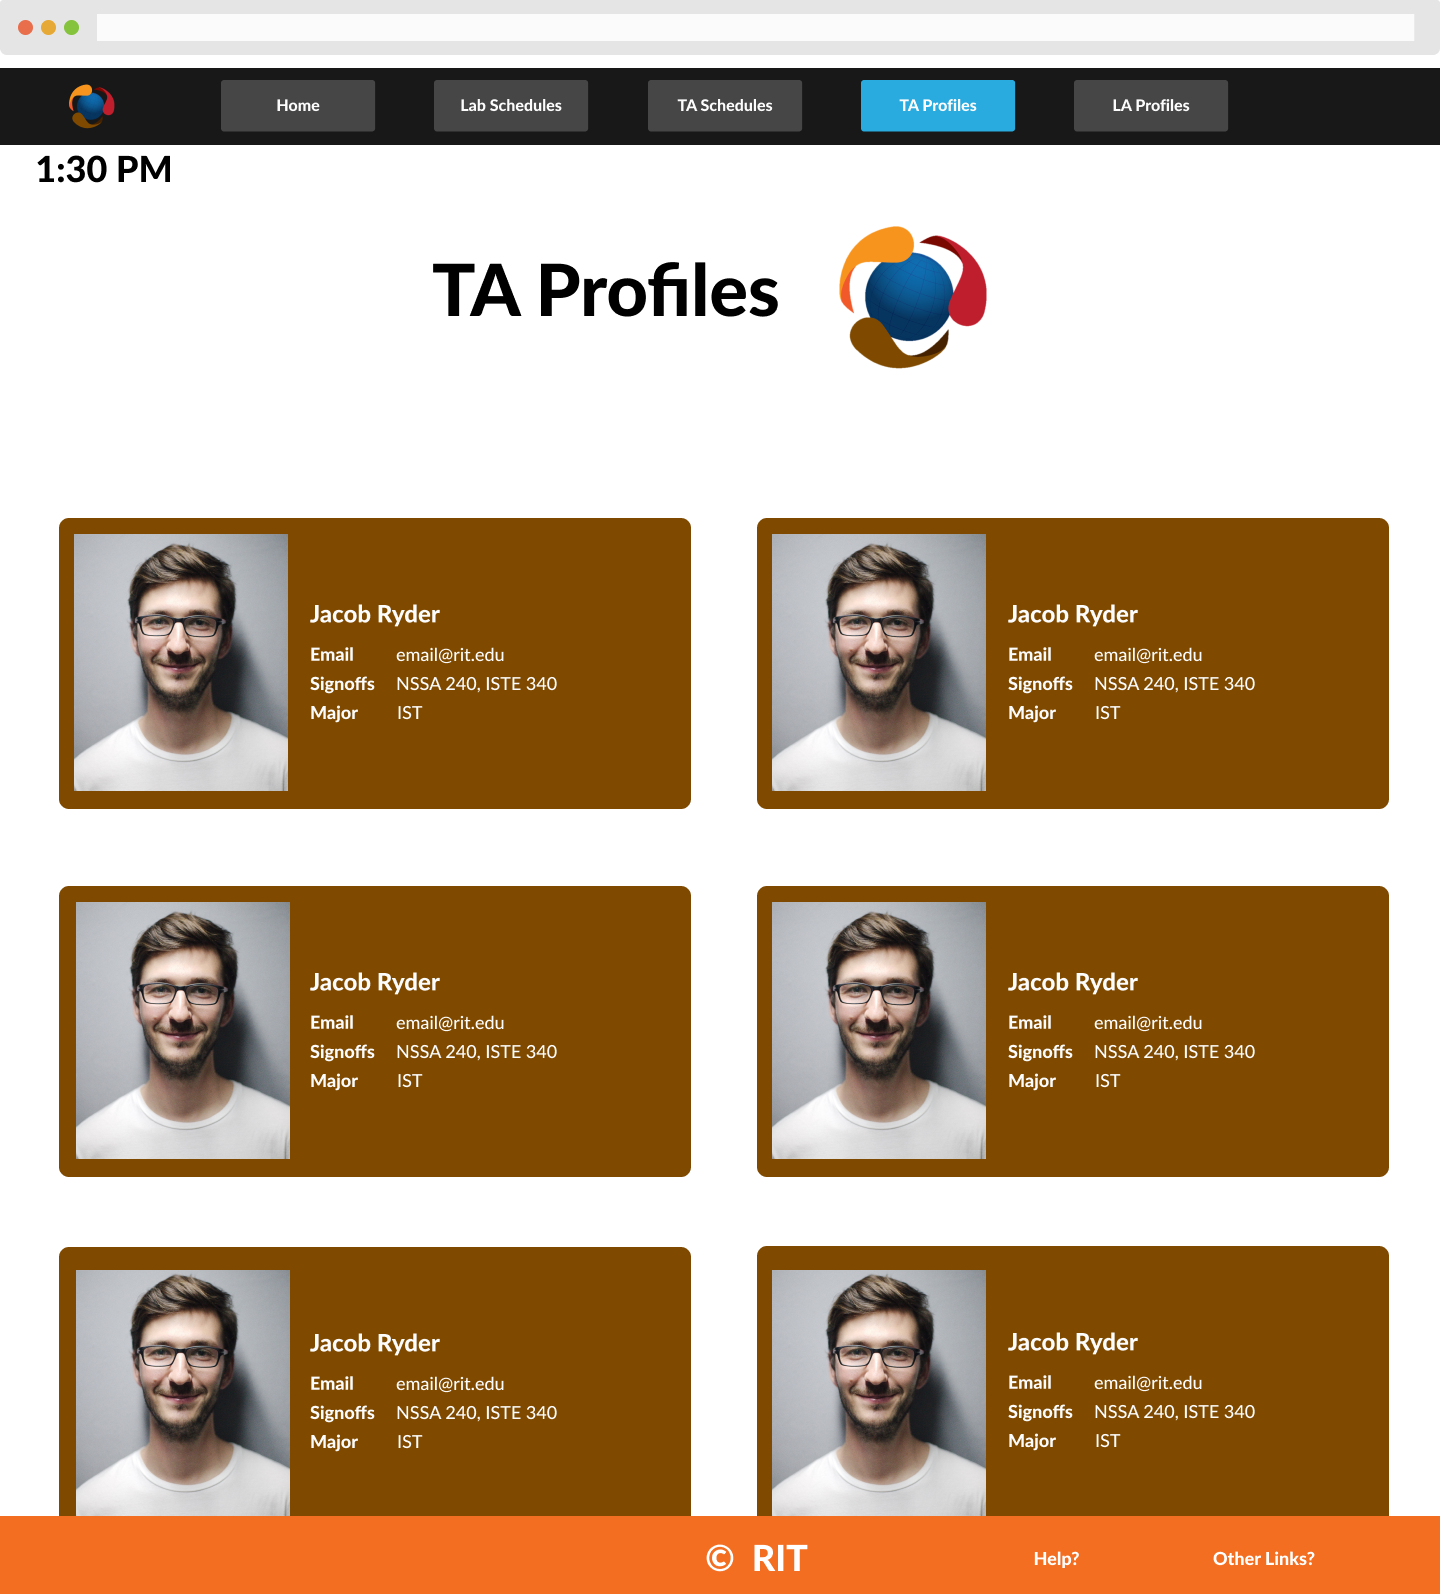 Home Lab Schedules TA Schedules TA Profiles LA Profiles
1:30 PM
TA Profiles
Jacob Ryder
Email email@rit.edu
Signoffs NSSA 240, ISTE 340
Major IST
Jacob Ryder
Email email@rit.edu
Signoffs NSSA 240, ISTE 340
Major IST
Jacob Ryder
Email email@rit.edu
Signoffs NSSA 240, ISTE 340
Major IST
Jacob Ryder
Email email@rit.edu
Signoffs NSSA 240, ISTE 340
Major IST
Jacob Ryder
Email email@rit.edu
Signoffs NSSA 240, ISTE 340
Major IST
Jacob Ryder
Email email@rit.edu
Signoffs NSSA 240, ISTE 340
Major IST
© RIT Help? Other Links?